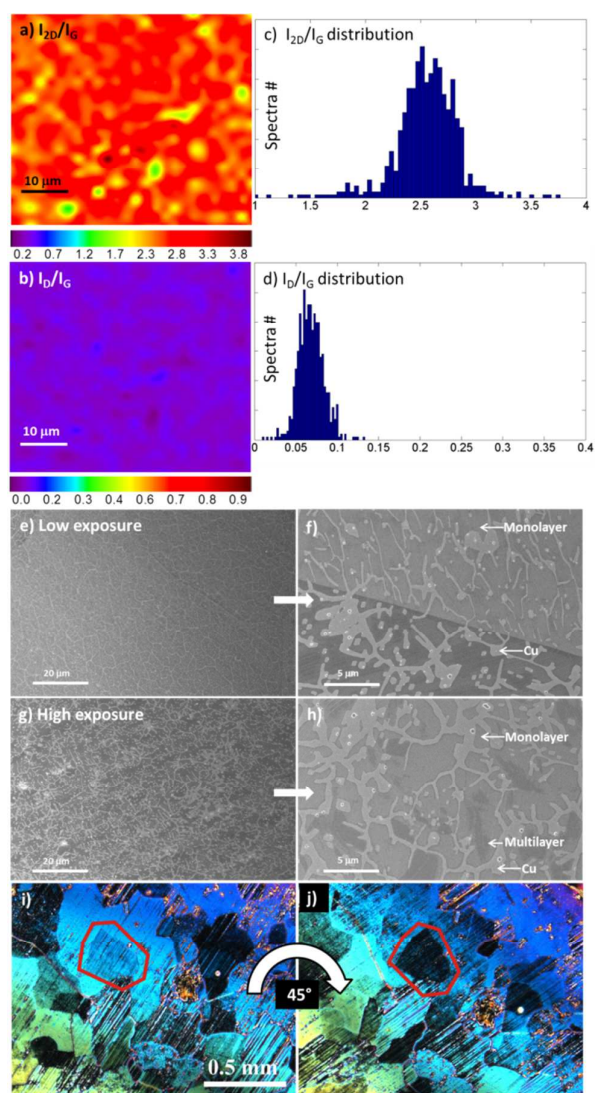 a) I2D/IG
10 μm
0.2 0.7 1.2 1.7 2.3 2.8 3.3 3.8
c) I2D/IG distribution
Spectra #
1 1.5 2 2.5 3 3.5 4
b) ID/IG
10 μm
0.0 0.2 0.3 0.4 0.6 0.7 0.8 0.9
d) ID/IG distribution
Spectra #
0 0.05 0.1 0.15 0.2 0.25 0.3 0.35 0.4
e) Low exposure
20 μm
f)
Monolayer
Cu
5 μm
g) High exposure
20 μm
h)
Monolayer
Multilayer
Cu
5 μm
i)
0.5 mm
j)
45°